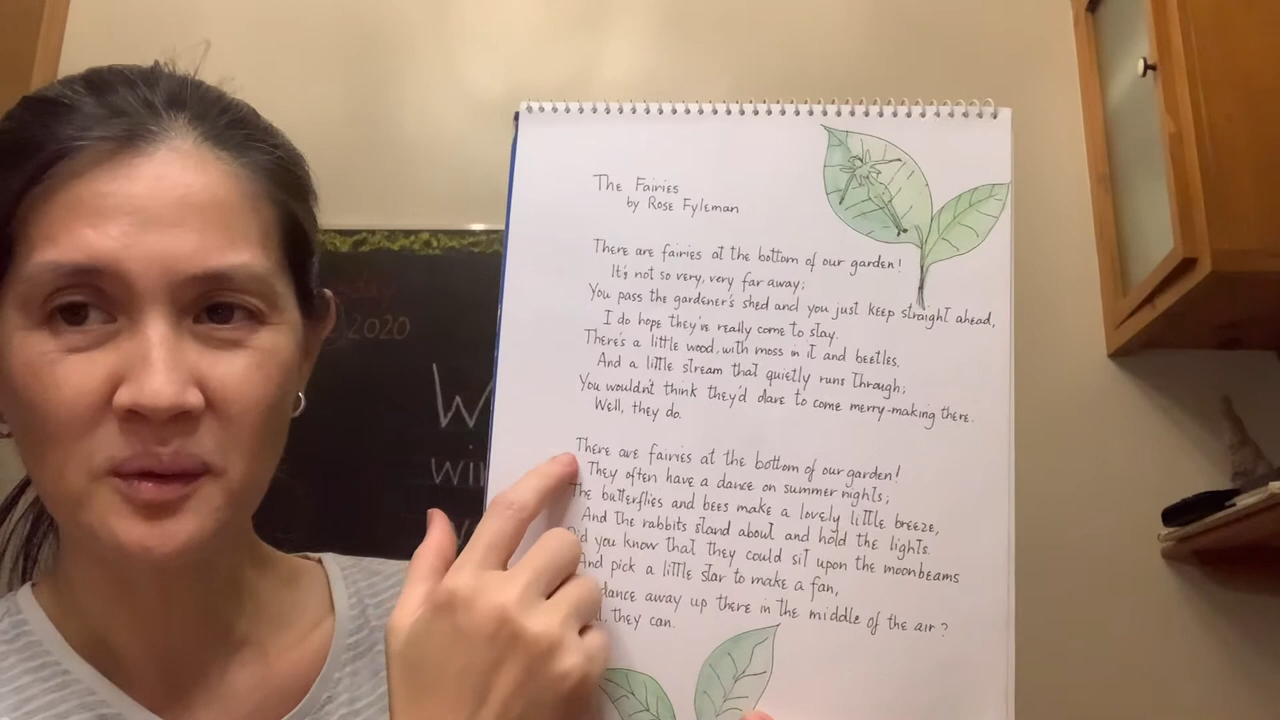 The Fairies
by Rose Fyleman
There are fairies at the bottom of our garden!
It's not so very, very far away;
You pass the gardener's shed and you just keep straight ahead,
I do hope they've really come to stay.
There's a little wood, with moss in it and beetles,
And a little stream that quietly runs through;
You wouldn't think they'd dare to come merry-making there.
Well, they do.
There are fairies at the bottom of our garden!
They often have a dance on summer nights;
The butterflies and bees make a lovely little breeze,
And the rabbits stand about and hold the lights.
Did you know that they could sit upon the moonbeams
And pick a little star to make a fan,
dance away up there in the middle of the air?
they can.
2020
W